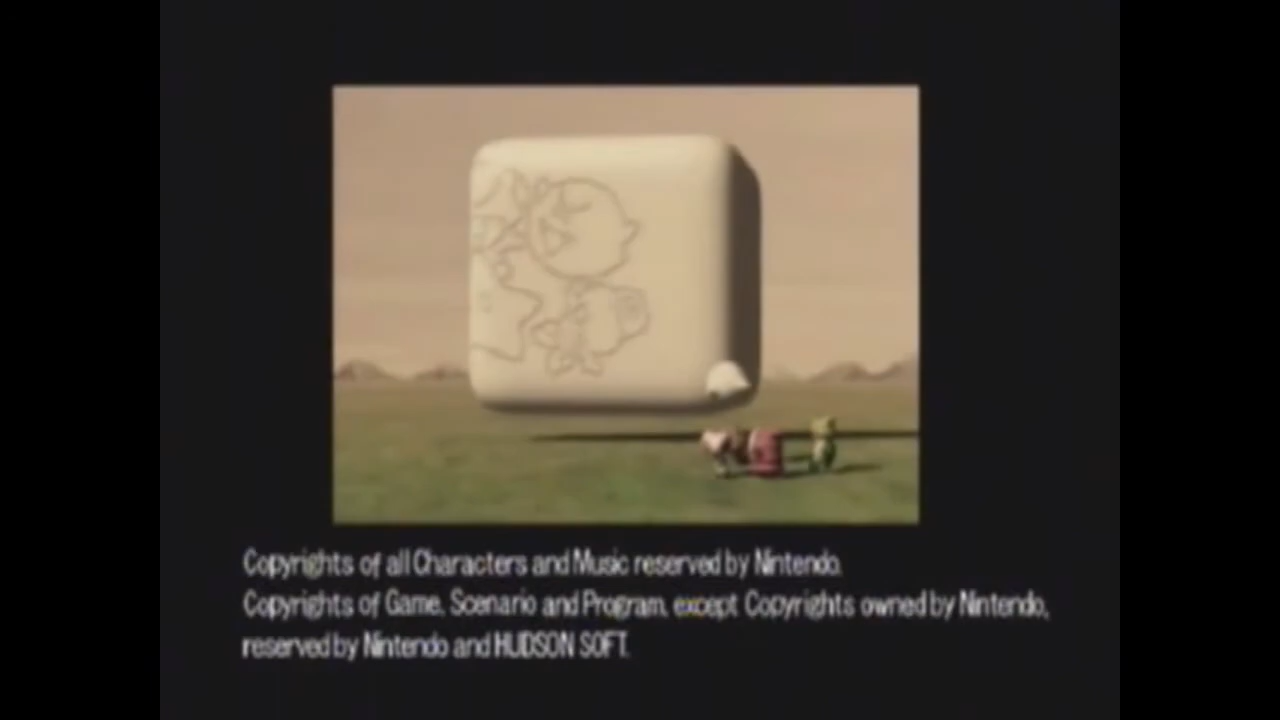 Copyrights of all Characters and Music reserved by Nintendo.
Copyrights of Game, Scenario and Program, except Copyrights owned by Nintendo,
reserved by Nintendo and HUDSON SOFT.